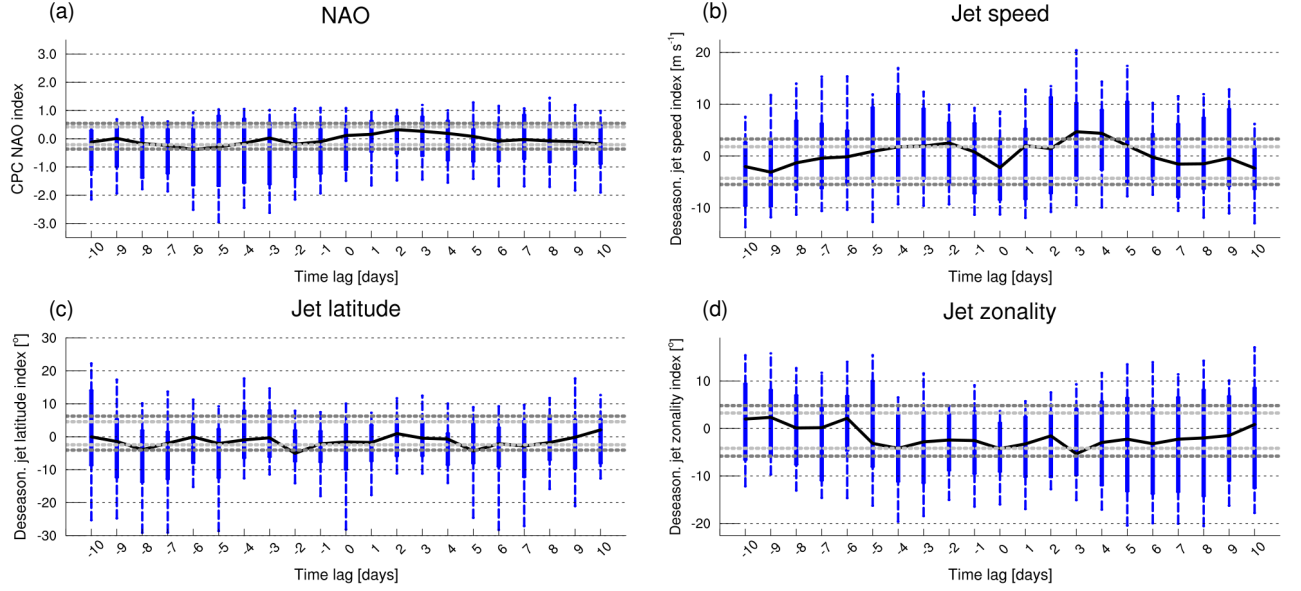 (a)
NAO
CPC NAO index
3.0
2.0
1.0
0.0
-1.0
-2.0
-3.0
-10 -9 -8 -7 -6 -5 -4 -3 -2 -1 0 1 2 3 4 5 6 7 8 9 10
Time lag [days]
(b)
Jet speed
Deseason. jet speed index [m s⁻¹]
20
10
0
-10
-10 -9 -8 -7 -6 -5 -4 -3 -2 -1 0 1 2 3 4 5 6 7 8 9 10
Time lag [days]
(c)
Jet latitude
Deseason. jet latitude index [°]
30
20
10
0
-10
-20
-30
-10 -9 -8 -7 -6 -5 -4 -3 -2 -1 0 1 2 3 4 5 6 7 8 9 10
Time lag [days]
(d)
Jet zonality
Deseason. jet zonality index [°]
10
0
-10
-20
-10 -9 -8 -7 -6 -5 -4 -3 -2 -1 0 1 2 3 4 5 6 7 8 9 10
Time lag [days]